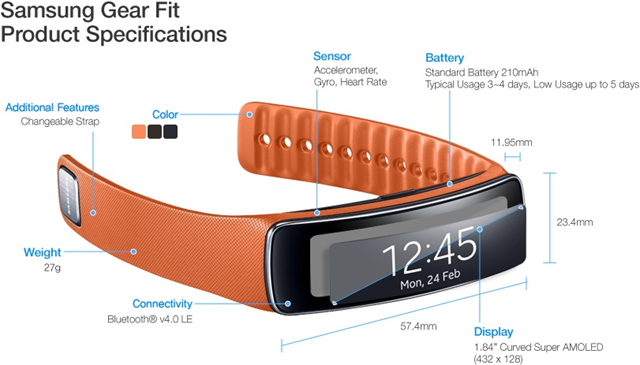 Samsung Gear Fit
Product Specifications
Sensor
Accelerometer,
Gyro, Heart Rate
Battery
Standard Battery 210mAh
Typical Usage 3~4 days, Low Usage up to 5 days
Additional Features
Changeable Strap
Color
11.95mm
23.4mm
Weight
27g
12:45
Mon, 24 Feb
Connectivity
Bluetooth® v4.0 LE
57.4mm
Display
1.84" Curved Super AMOLED
(432 x 128)